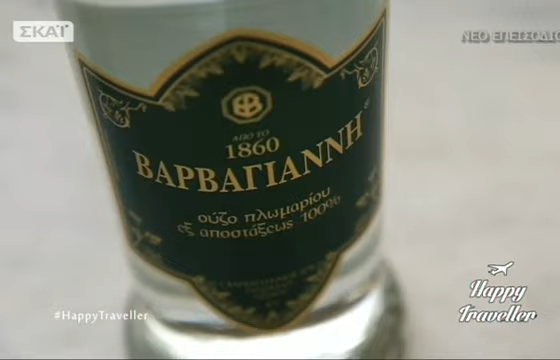 ΣΚΑΪ
ΝΕΟ ΕΠΕΙΣΟΔΙΟ
ΑΠΟ ΤΟ
1860
ΒΑΡΒΑΓΙΑΝΝΗ®
ούζο πλωμαρίου
εξ αποστάξεως 100%
#HappyTraveller
Happy
Traveller